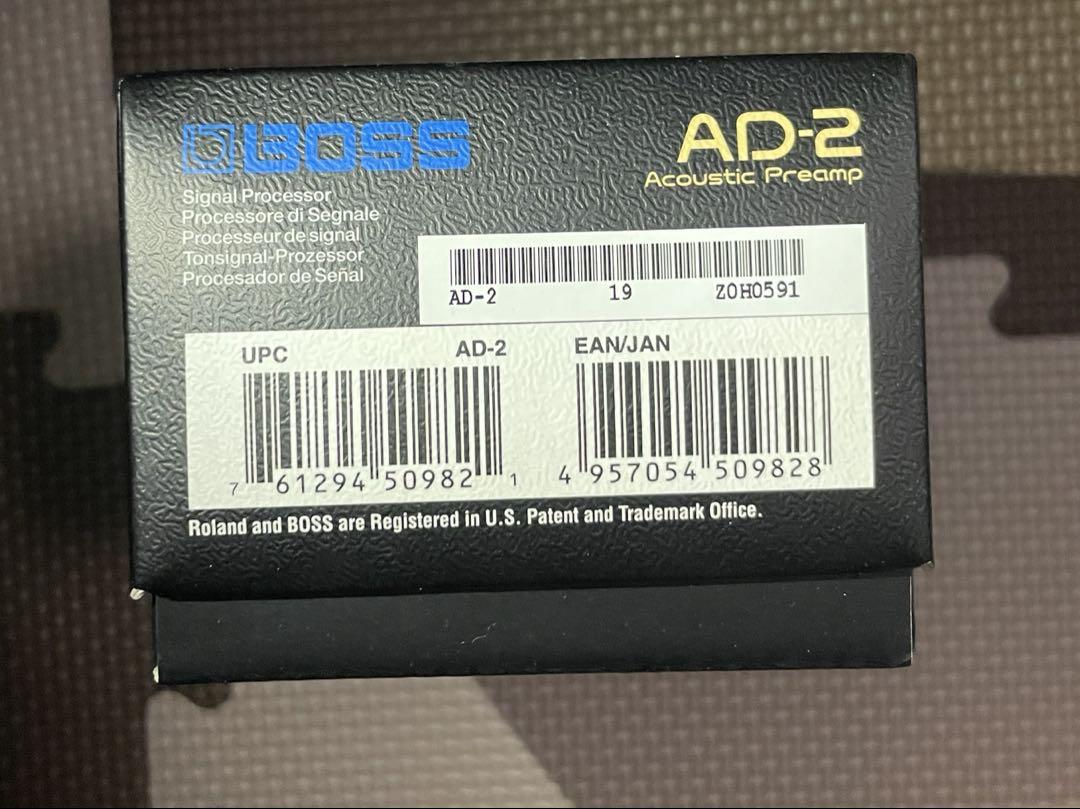 BOSS
AD-2
Acoustic Preamp
Signal Processor
Processore di Segnale
Processeur de signal
Tonsignal-Prozessor
Procesador de Señal
AD-2 19 Z0H0591
UPC AD-2
7 61294 50982 1
EAN/JAN
4 957054 509828
Roland and BOSS are Registered in U.S. Patent and Trademark Office.